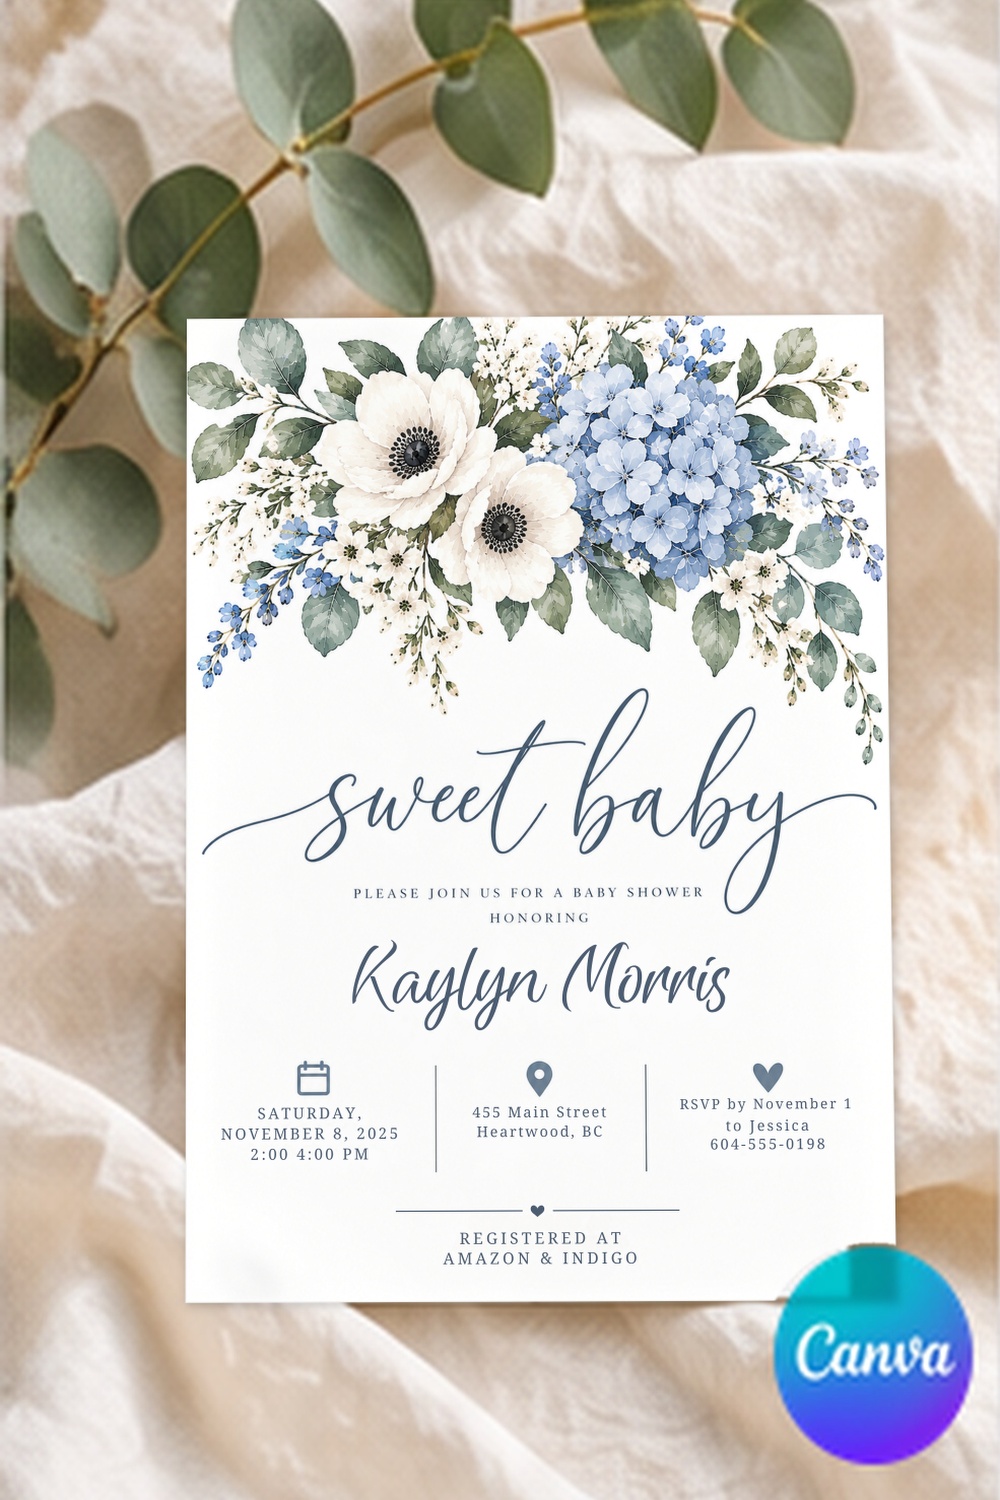 sweet baby
PLEASE JOIN US FOR A BABY SHOWER
HONORING
Kaylyn Morris
SATURDAY,
NOVEMBER 8, 2025
2:00 4:00 PM
455 Main Street
Heartwood, BC
RSVP by November 1
to Jessica
604-555-0198
REGISTERED AT
AMAZON & INDIGO
Canva